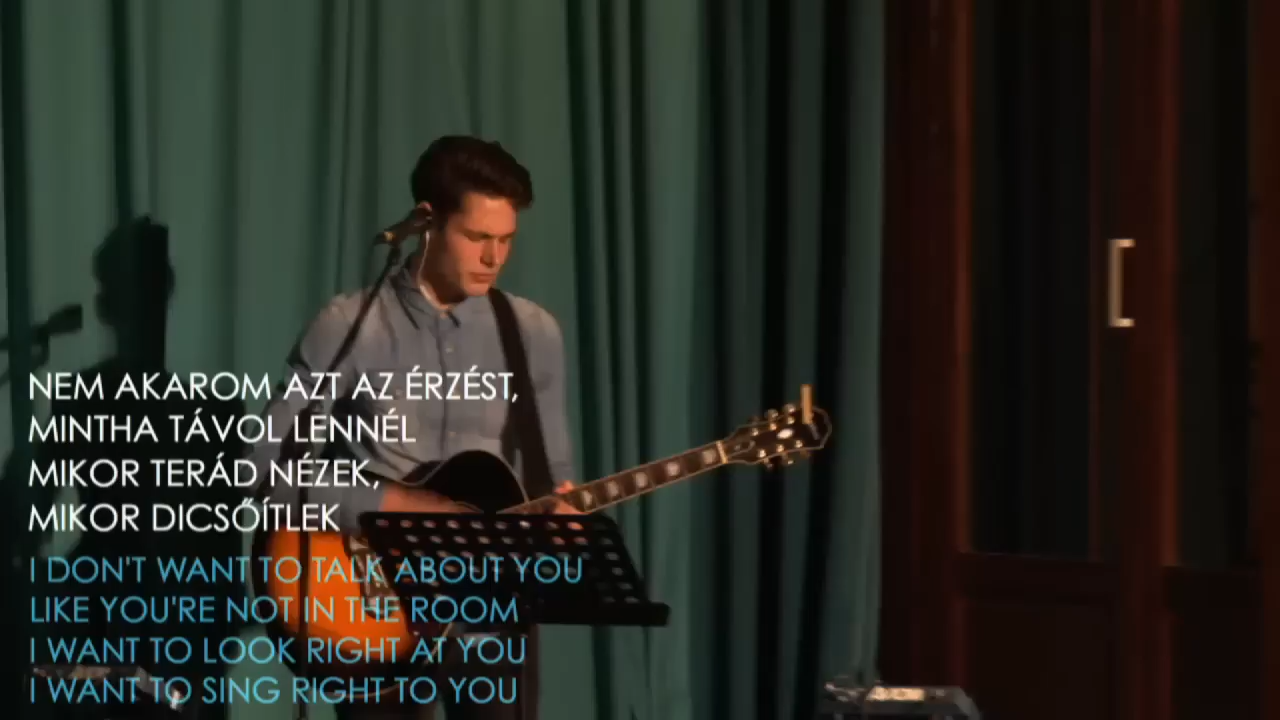 NEM AKAROM AZT AZ ÉRZÉST,
MINTHA TÁVOL LENNÉL
MIKOR TERÁD NÉZEK,
MIKOR DICSŐÍTLEK
I DON'T WANT TO TALK ABOUT YOU
LIKE YOU'RE NOT IN THE ROOM
I WANT TO LOOK RIGHT AT YOU
I WANT TO SING RIGHT TO YOU